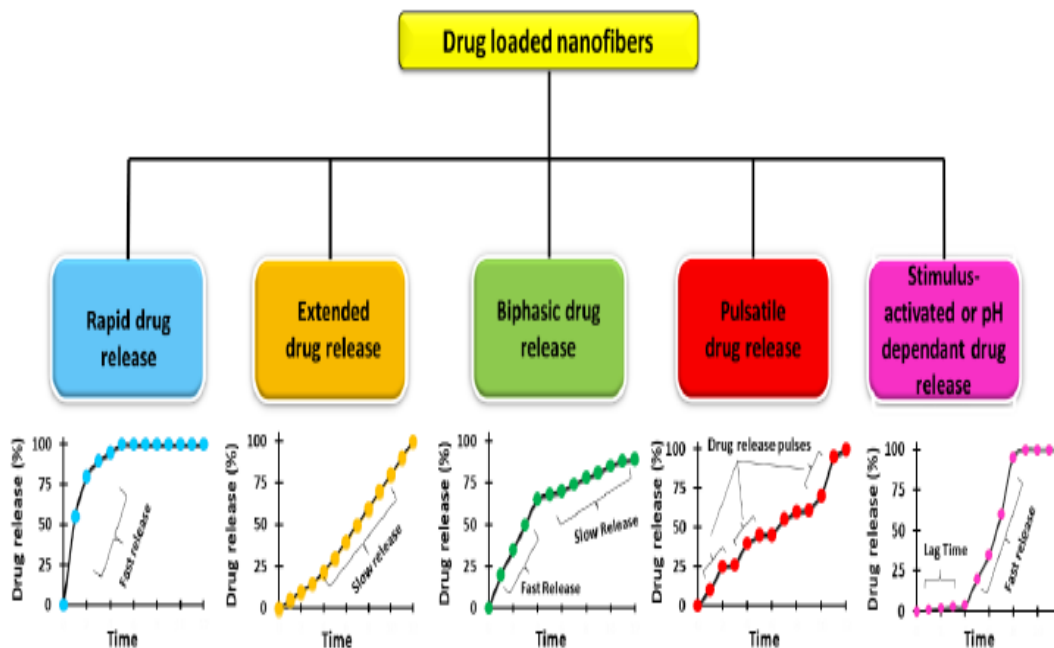 Drug loaded nanofibers
Rapid drug
release
Extended
drug release
Biphasic drug
release
Pulsatile
drug release
Stimulus-
activated or pH
dependant drug
release
Drug release (%)
100
75
50
25
0
Fast release
Time
Drug release (%)
100
75
50
25
0
Slow release
Time
Drug release (%)
100
75
50
25
0
Fast Release
Slow Release
Time
Drug release (%)
100
75
50
25
0
Drug release pulses
Time
Drug release (%)
100
75
50
25
0
Lag Time
Fast release
Time